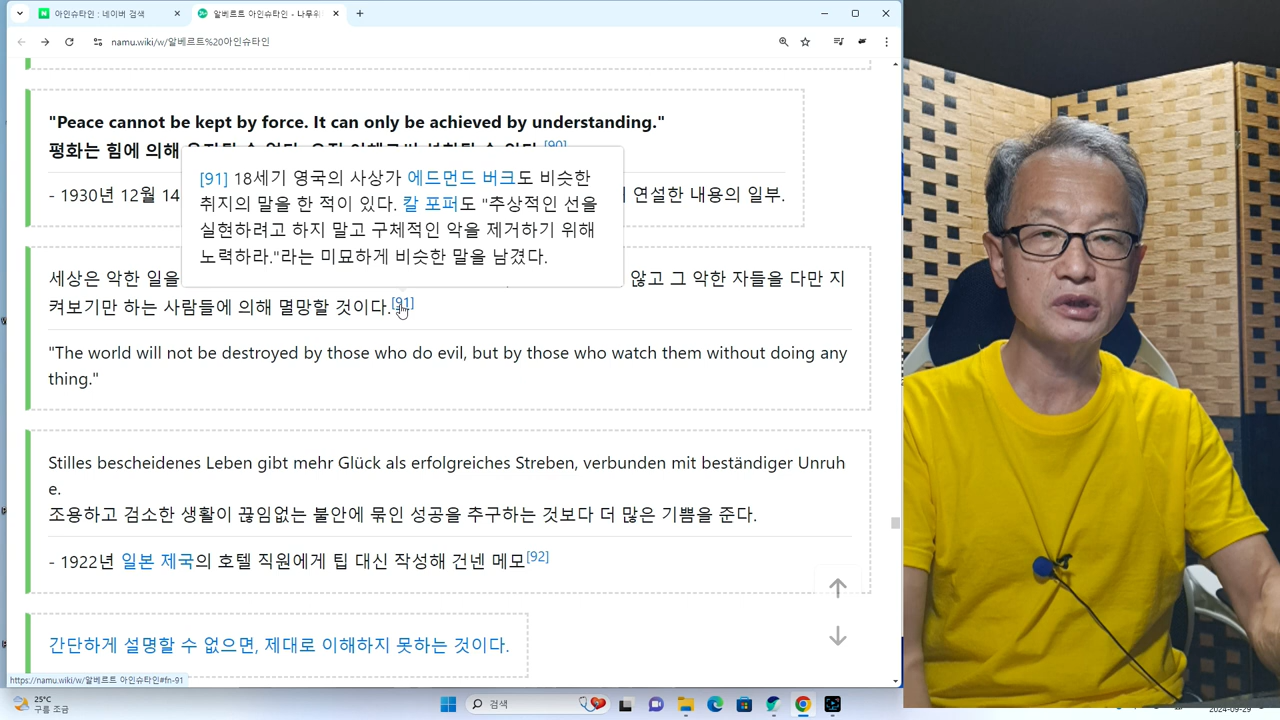 아인슈타인 : 네이버 검색
알베르트 아인슈타인 - 나무위
namu.wiki/w/알베르트%20아인슈타인
"Peace cannot be kept by force. It can only be achieved by understanding."
평화는 힘에 의해
[90]
- 1930년 12월 14
연설한 내용의 일부.
[91] 18세기 영국의 사상가 에드먼드 버크도 비슷한
취지의 말을 한 적이 있다. 칼 포퍼도 "추상적인 선을
실현하려고 하지 말고 구체적인 악을 제거하기 위해
노력하라."라는 미묘하게 비슷한 말을 남겼다.
세상은 악한 일을
않고 그 악한 자들을 다만 지
켜보기만 하는 사람들에 의해 멸망할 것이다.[91]
"The world will not be destroyed by those who do evil, but by those who watch them without doing any
thing."
Stilles bescheidenes Leben gibt mehr Glück als erfolgreiches Streben, verbunden mit beständiger Unruh
e.
조용하고 검소한 생활이 끊임없는 불안에 묶인 성공을 추구하는 것보다 더 많은 기쁨을 준다.
- 1922년 일본 제국의 호텔 직원에게 팁 대신 작성해 건넨 메모[92]
간단하게 설명할 수 없으면, 제대로 이해하지 못하는 것이다.
https://namu.wiki/w/알베르트 아인슈타인#fn-91
25°C
구름 조금
검색
2024-09-29